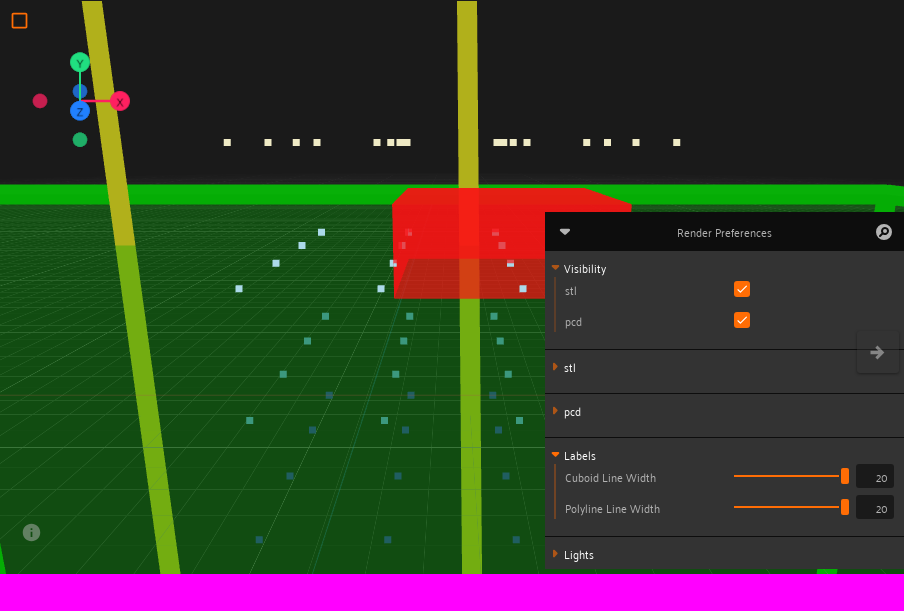 Y
X
Z
Render Preferences
Visibility
stl
pcd
stl
pcd
Labels
Cuboid Line Width 20
Polyline Line Width 20
Lights
i